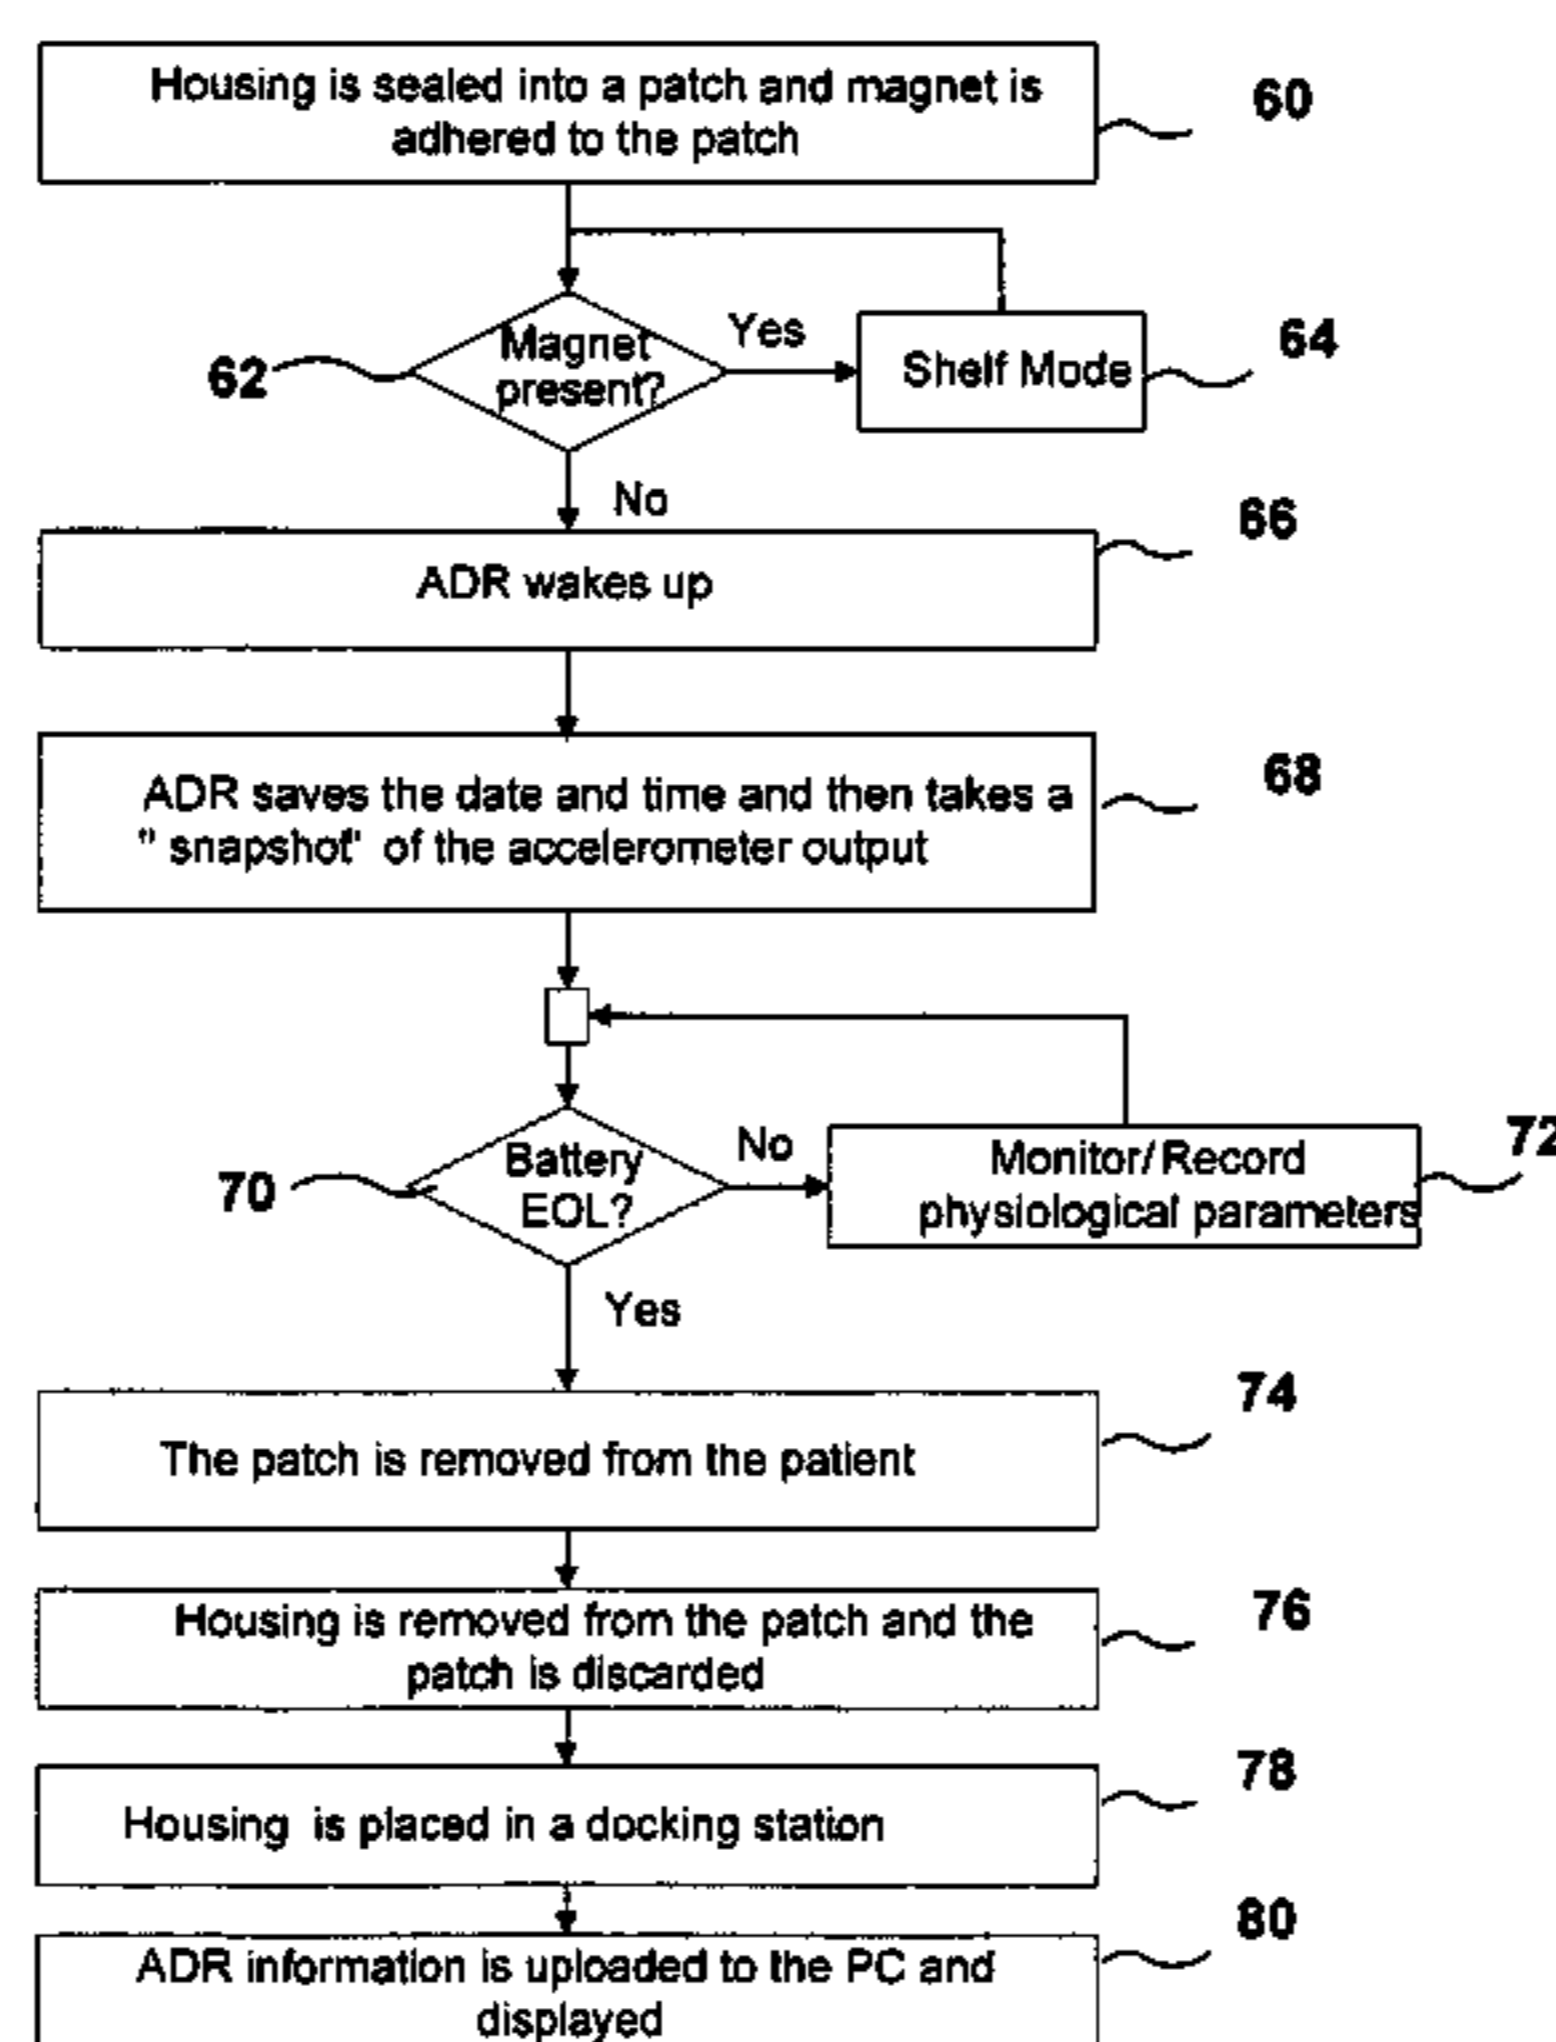 Housing is sealed into a patch and magnet is
adhered to the patch
60
Magnet
present?
62
Yes
Shelf Mode
64
No
ADR wakes up
66
ADR saves the date and time and then takes a
" snapshot' of the accelerometer output
68
Battery
EOL?
70
No
Monitor/Record
physiological parameters
72
Yes
The patch is removed from the patient
74
Housing is removed from the patch and the
patch is discarded
76
Housing is placed in a docking station
78
ADR information is uploaded to the PC and
displayed
80